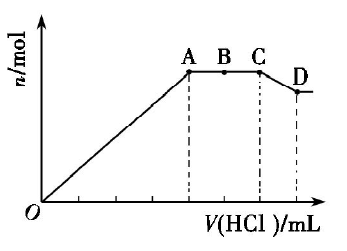 n/mol
A B C
D
O
V(HCl)/mL